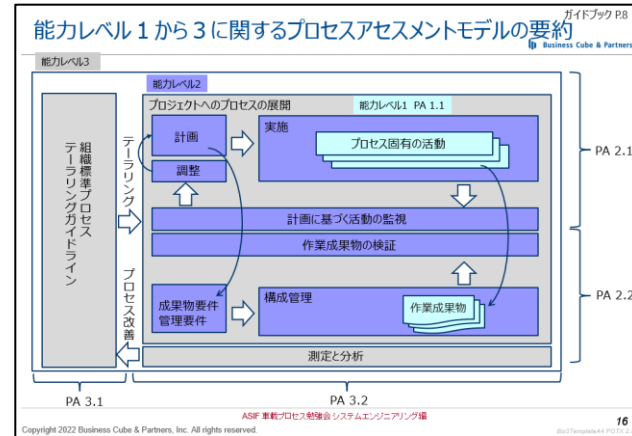 ガイドブック P.8
能力レベル1から3に関するプロセスアセスメントモデルの要約
Business Cube & Partners
能力レベル3
能力レベル2
プロジェクトへのプロセスの展開
能力レベル1 PA 1.1
計画
調整
実施
プロセス固有の活動
PA 2.1
組織標準プロセス
テーラリングガイドライン
テーラリング
計画に基づく活動の監視
作業成果物の検証
プロセス改善
成果物要件
管理要件
構成管理
作業成果物
PA 2.2
測定と分析
PA 3.1
PA 3.2
ASIF 車載プロセス勉強会 システムエンジニアリング編
16
Copyright 2022 Business Cube & Partners, Inc. All rights reserved.